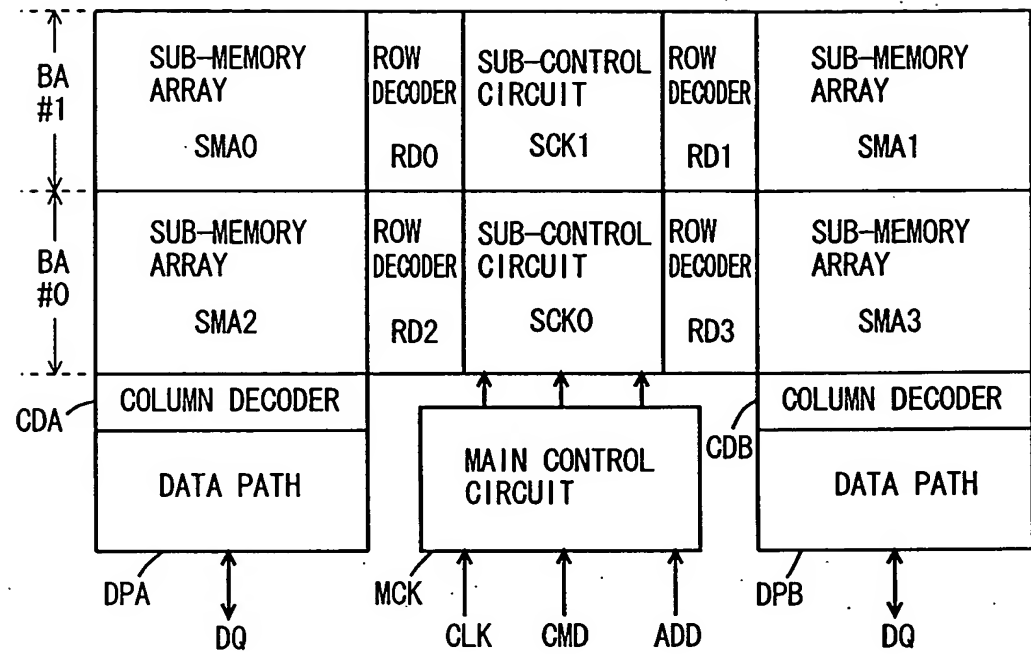 BA
#1
SUB-MEMORY
ARRAY
SMA0
ROW
DECODER
RD0
SUB-CONTROL
CIRCUIT
SCK1
ROW
DECODER
RD1
SUB-MEMORY
ARRAY
SMA1
BA
#0
SUB-MEMORY
ARRAY
SMA2
ROW
DECODER
RD2
SUB-CONTROL
CIRCUIT
SCK0
ROW
DECODER
RD3
SUB-MEMORY
ARRAY
SMA3
CDA
COLUMN DECODER
DATA PATH
MAIN CONTROL
CIRCUIT
CDB
COLUMN DECODER
DATA PATH
DPA
DQ
MCK
CLK
CMD
ADD
DPB
DQ